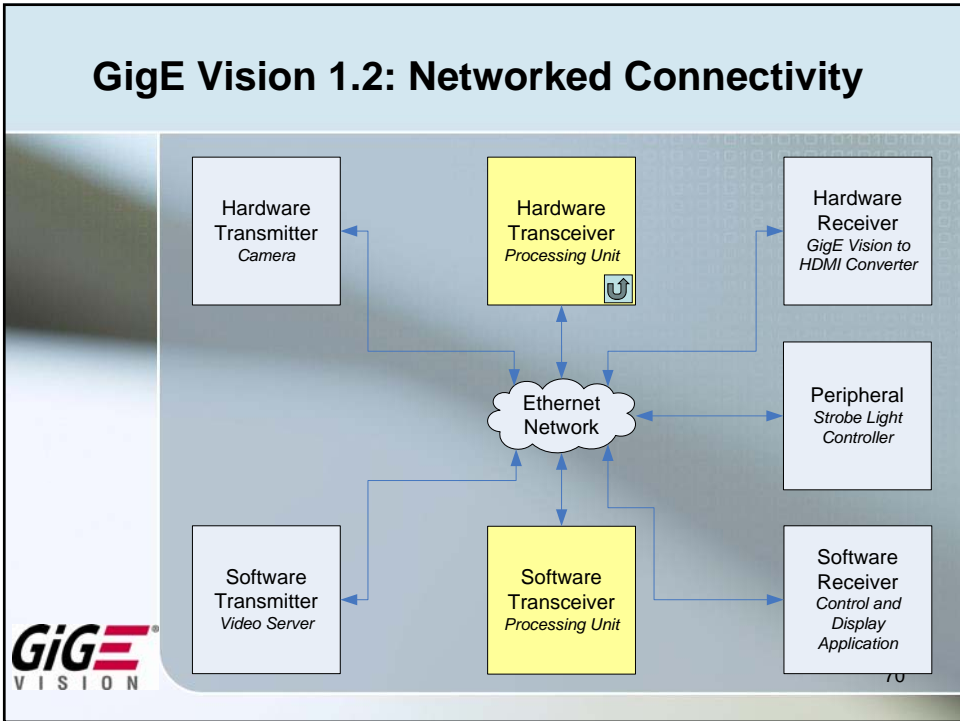 GigE Vision 1.2: Networked Connectivity
Hardware
Transmitter
Camera
Hardware
Transceiver
Processing Unit
Hardware
Receiver
GigE Vision to
HDMI Converter
Ethernet
Network
Peripheral
Strobe Light
Controller
Software
Transmitter
Video Server
Software
Transceiver
Processing Unit
Software
Receiver
Control and
Display
Application
GiGE®
VISION
70